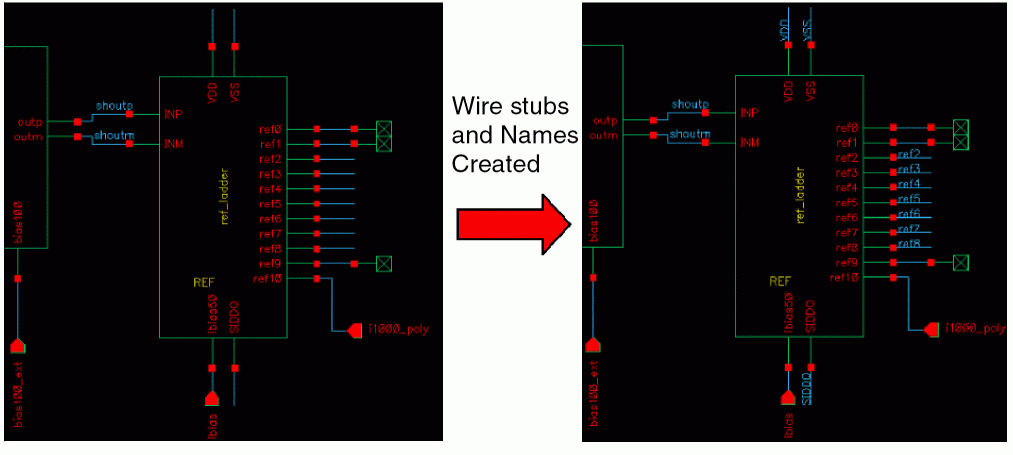 shoutp
outp
outm
shoutm
INP
INM
VDD
VSS
ref0
ref1
ref2
ref3
ref4
ref5
ref6
ref7
ref8
ref9
ref10
ref_ladder
REF
bias100
ibias50
SIDDQ
i1000_poly
bias100_ext
ibias
Wire stubs
and Names
Created
VDD
VSS
shoutp
outp
outm
shoutm
INP
INM
VDD
VSS
ref0
ref1
ref2
ref3
ref4
ref5
ref6
ref7
ref8
ref9
ref10
ref2
ref3
ref4
ref5
ref6
ref7
ref8
ref_ladder
REF
bias100
ibias50
SIDDQ
i1000_poly
bias100_ext
ibias
SIDDQ